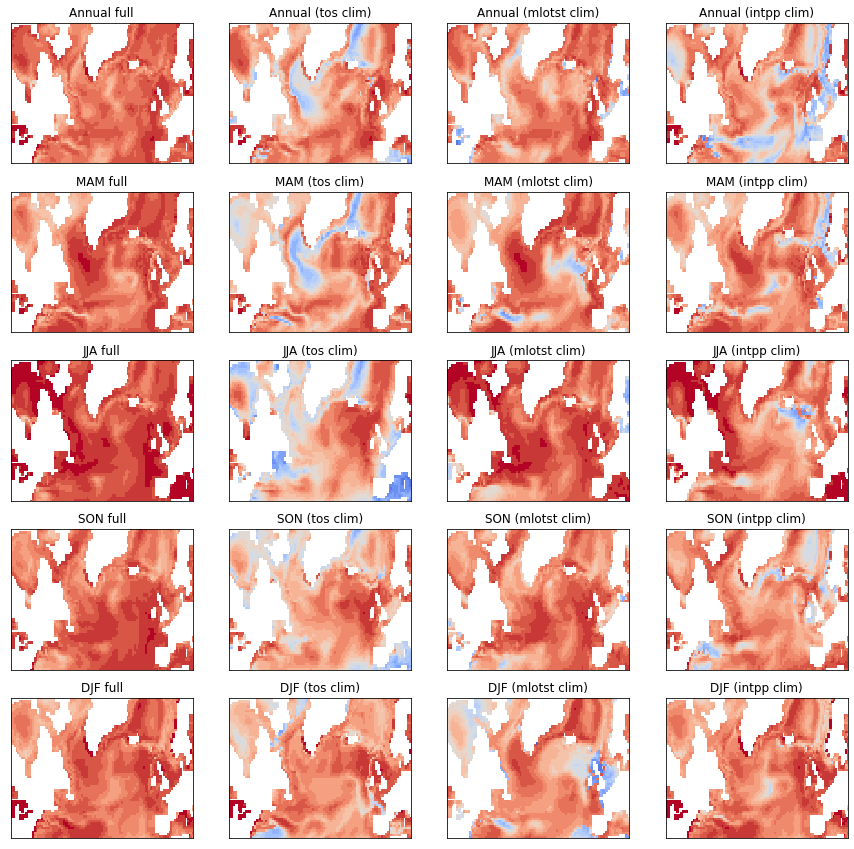 Annual full
Annual (tos clim)
Annual (mlotst clim)
Annual (intpp clim)
MAM full
MAM (tos clim)
MAM (mlotst clim)
MAM (intpp clim)
JJA full
JJA (tos clim)
JJA (mlotst clim)
JJA (intpp clim)
SON full
SON (tos clim)
SON (mlotst clim)
SON (intpp clim)
DJF full
DJF (tos clim)
DJF (mlotst clim)
DJF (intpp clim)